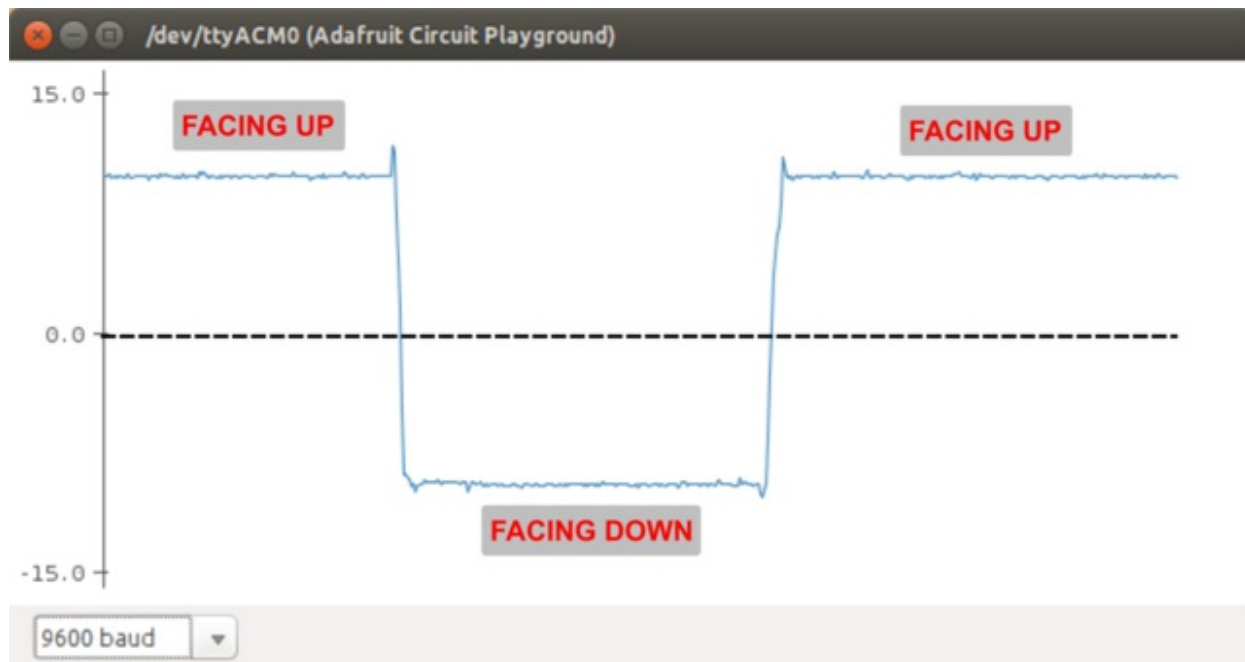 /dev/ttyACM0 (Adafruit Circuit Playground)
15.0
FACING UP
FACING UP
0.0
FACING DOWN
-15.0
9600 baud